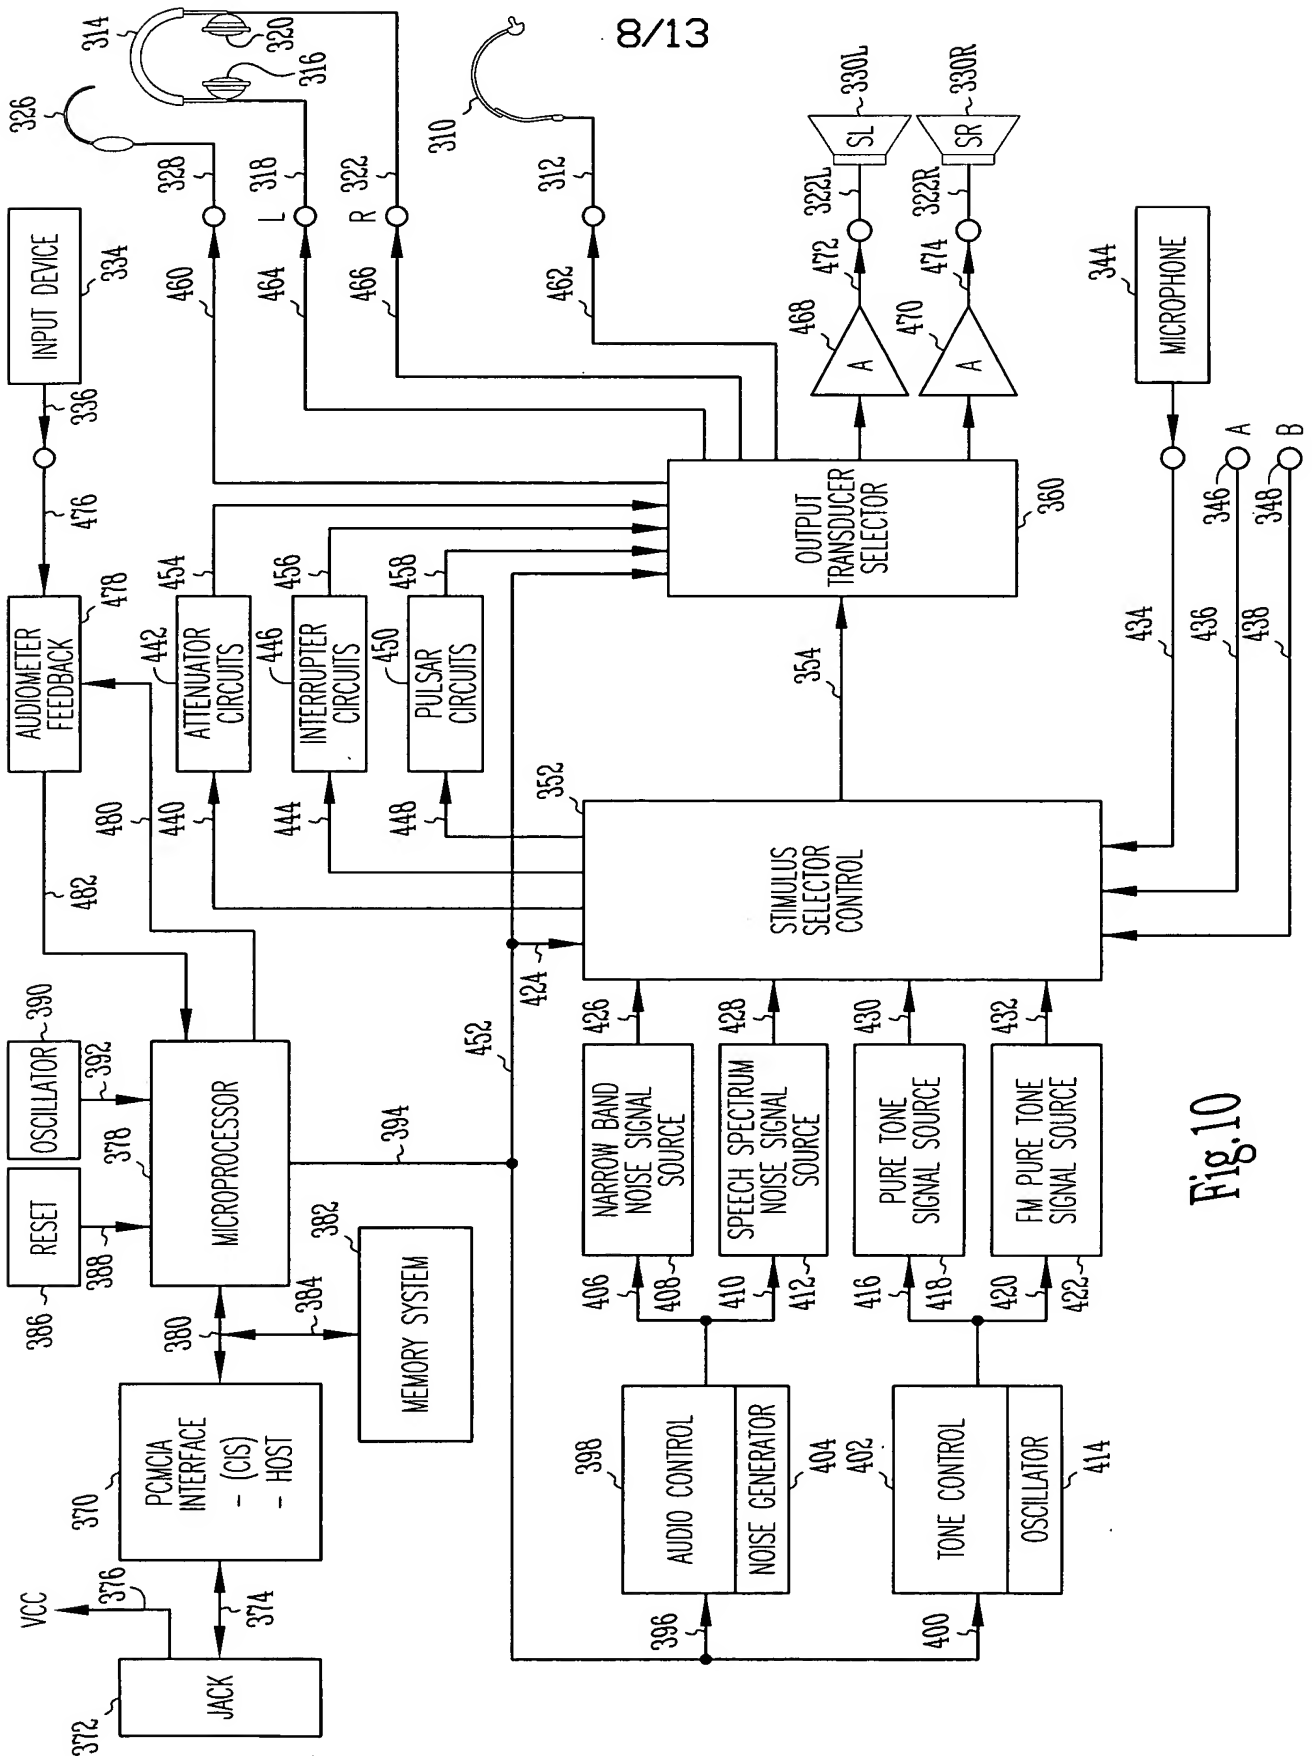 8/13
372
JACK
VCC
376
374
370
PCMCIA
INTERFACE
- (CIS)
- HOST
380
384
382
MEMORY SYSTEM
386
RESET
388
378
MICROPROCESSOR
390
OSCILLATOR
392
394
482
480
478
AUDIOMETER
FEEDBACK
476
336
334
INPUT DEVICE
440
442
ATTENUATOR
CIRCUITS
454
444
446
INTERRUPTER
CIRCUITS
456
448
450
PULSAR
CIRCUITS
458
460
328
326
464
L
318
314
316
320
466
R
322
462
312
310
452
424
396
398
AUDIO CONTROL
NOISE GENERATOR
404
400
402
TONE CONTROL
OSCILLATOR
414
406
408
NARROW BAND
NOISE SIGNAL
SOURCE
426
410
412
SPEECH SPECTRUM
NOISE SIGNAL
SOURCE
428
416
418
PURE TONE
SIGNAL SOURCE
430
420
422
FM PURE TONE
SIGNAL SOURCE
432
352
STIMULUS
SELECTOR
CONTROL
354
OUTPUT
TRANSDUCER
SELECTOR
360
468
A
472
322L
SL
330L
470
A
474
322R
SR
330R
434
344
MICROPHONE
436
346
A
438
348
B
Fig.10